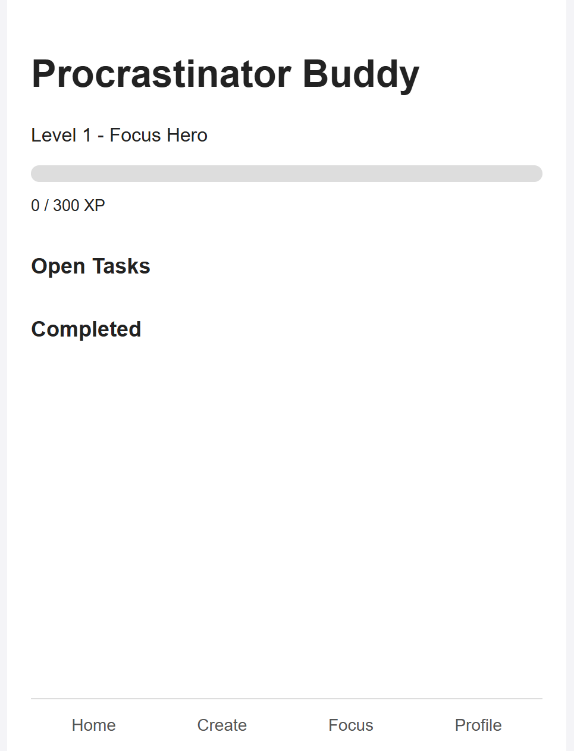 Procrastinator Buddy
Level 1 - Focus Hero
0 / 300 XP
Open Tasks
Completed
Home Create Focus Profile